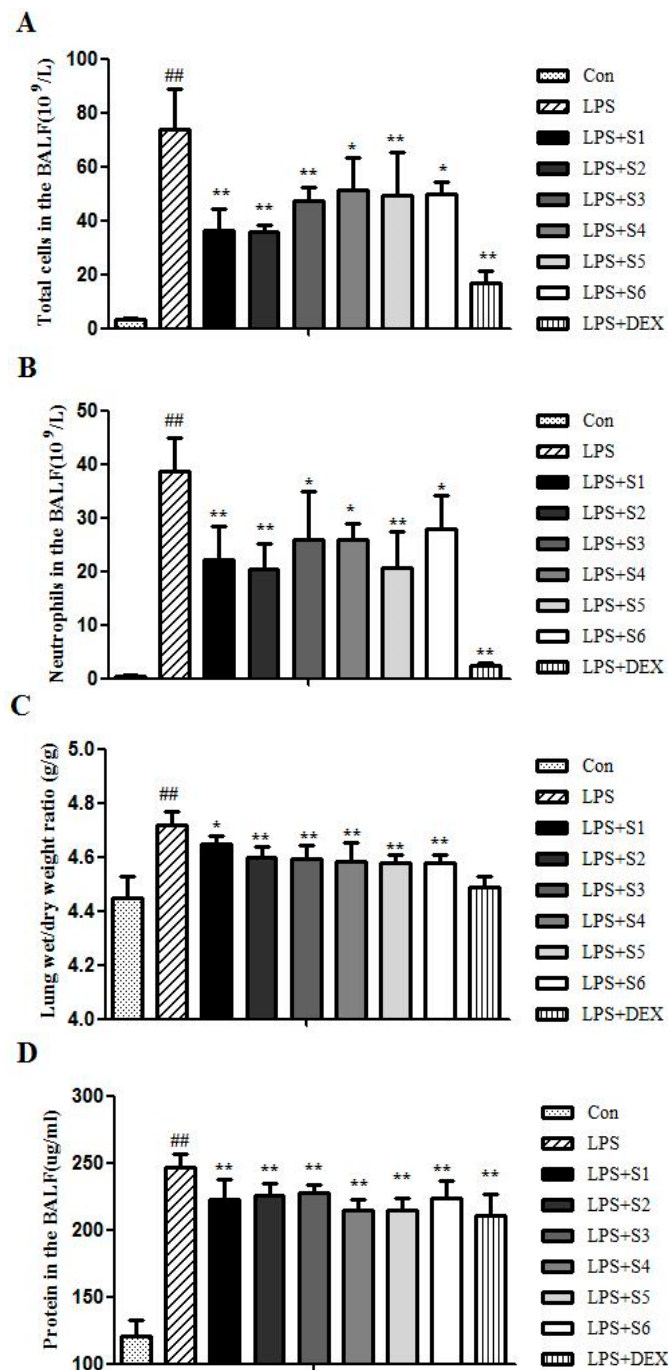 A
Total cells in the BALF(10 9/L)
100
80
60
40
20
0
##
**
**
**
*
**
*
**
Con
LPS
LPS+S1
LPS+S2
LPS+S3
LPS+S4
LPS+S5
LPS+S6
LPS+DEX
B
Neutrophils in the BALF(10 9/L)
50
40
30
20
10
0
##
**
**
*
*
**
*
**
Con
LPS
LPS+S1
LPS+S2
LPS+S3
LPS+S4
LPS+S5
LPS+S6
LPS+DEX
C
Lung wet/dry weight ratio (g/g)
5.0
4.8
4.6
4.4
4.2
4.0
##
*
**
**
**
**
**
Con
LPS
LPS+S1
LPS+S2
LPS+S3
LPS+S4
LPS+S5
LPS+S6
LPS+DEX
D
Protein in the BALF(ug/ml)
300
250
200
150
100
##
**
**
**
**
**
**
**
Con
LPS
LPS+S1
LPS+S2
LPS+S3
LPS+S4
LPS+S5
LPS+S6
LPS+DEX